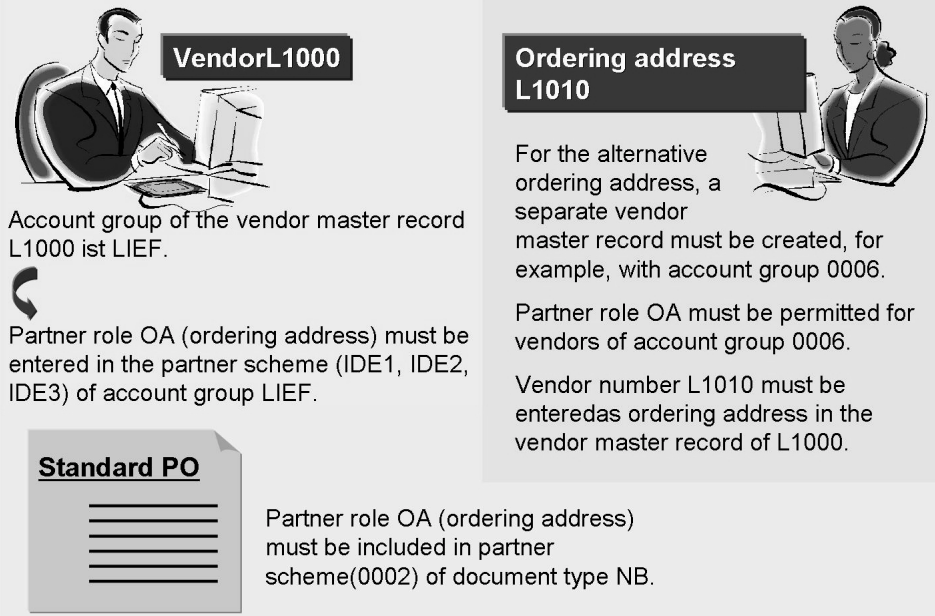 VendorL1000
Account group of the vendor master record
L1000 ist LIEF.
Partner role OA (ordering address) must be
entered in the partner scheme (IDE1, IDE2,
IDE3) of account group LIEF.
Ordering address
L1010
For the alternative
ordering address, a
separate vendor
master record must be created, for
example, with account group 0006.
Partner role OA must be permitted for
vendors of account group 0006.
Vendor number L1010 must be
enteredas ordering address in the
vendor master record of L1000.
Standard PO
Partner role OA (ordering address)
must be included in partner
scheme(0002) of document type NB.